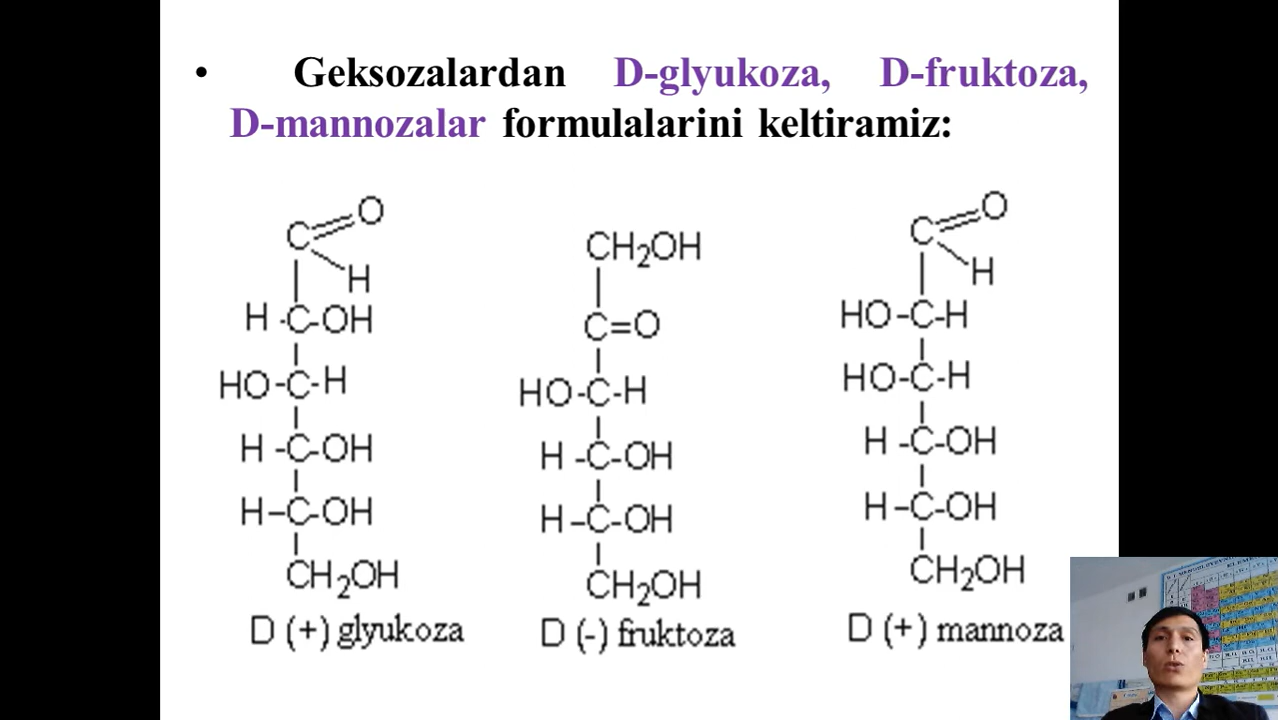 • Geksozalardan D-glyukoza, D-fruktoza,
D-mannozalar formulalarini keltiramiz:
C=O
H
H-C-OH
HO-C-H
H-C-OH
H-C-OH
CH₂OH
D (+) glyukoza
CH₂OH
C=O
HO-C-H
H-C-OH
H-C-OH
CH₂OH
D (-) fruktoza
C=O
H
HO-C-H
HO-C-H
H-C-OH
H-C-OH
CH₂OH
D (+) mannoza